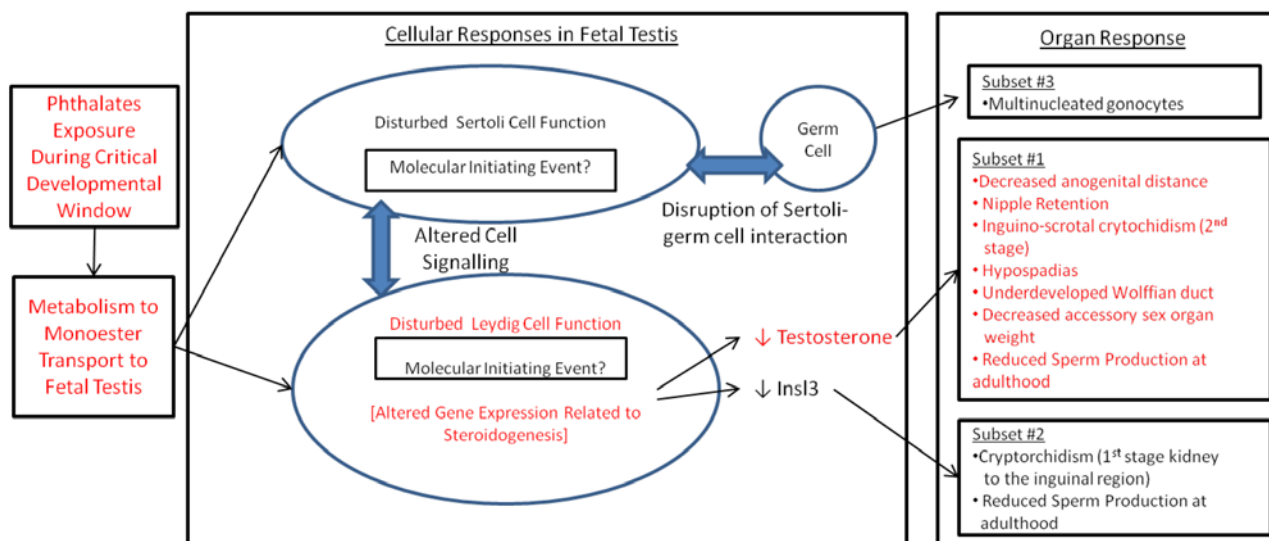 Phthalates
Exposure
During Critical
Developmental
Window
Metabolism to
Monoester
Transport to
Fetal Testis
Cellular Responses in Fetal Testis
Disturbed Sertoli Cell Function
Molecular Initiating Event?
Germ
Cell
Disruption of Sertoli-
germ cell interaction
Altered Cell
Signalling
Disturbed Leydig Cell Function
Molecular Initiating Event?
[Altered Gene Expression Related to
Steroidogenesis]
↓ Testosterone
↓ Insl3
Organ Response
Subset #3
•Multinucleated gonocytes
Subset #1
•Decreased anogenital distance
• Nipple Retention
• Inguino-scrotal crytochidism (2nd
stage)
• Hypospadias
• Underdeveloped Wolffian duct
• Decreased accessory sex organ
weight
• Reduced Sperm Production at
adulthood
Subset #2
•Cryptorchidism (1st stage kidney
to the inguinal region)
• Reduced Sperm Production at
adulthood